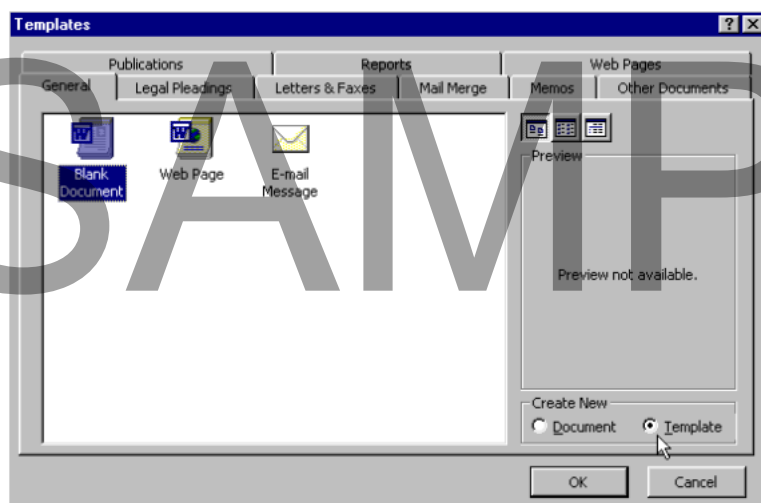 Templates
Publications Reports Web Pages
General Legal Pleadings Letters & Faxes Mail Merge Memos Other Documents
Blank Document
Web Page
E-mail Message
Preview
Preview not available.
Create New
Document Template
OK Cancel
SAMP